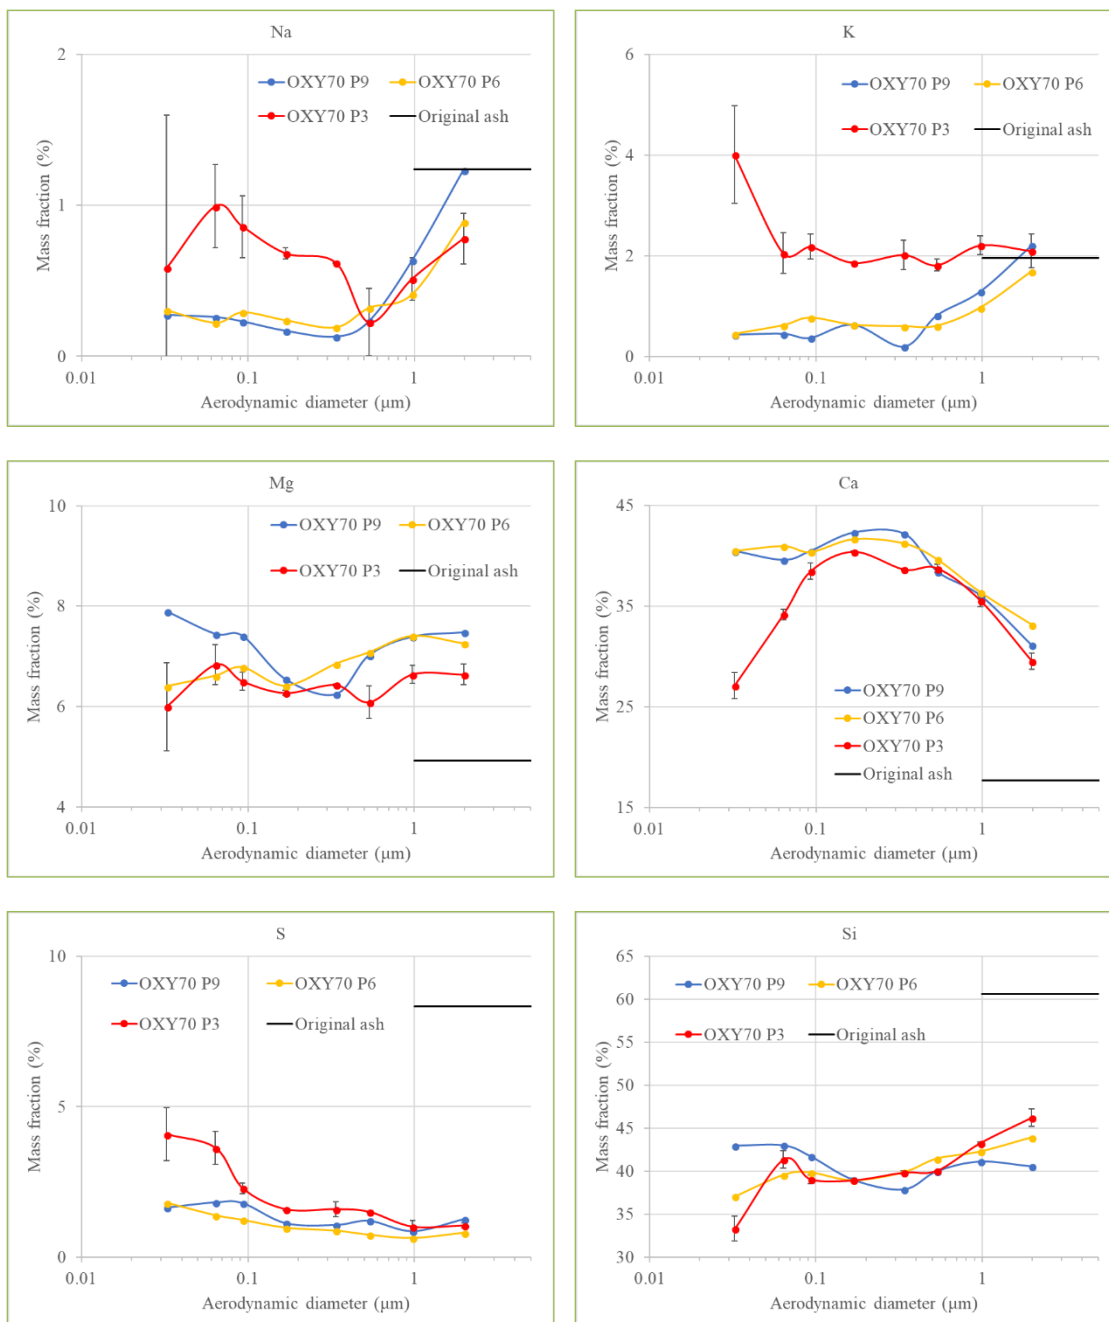 Na
2
OXY70 P9
OXY70 P6
OXY70 P3
Original ash
1
0
0.01
0.1
1
Mass fraction (%)
Aerodynamic diameter (μm)
K
6
OXY70 P9
OXY70 P6
OXY70 P3
Original ash
4
2
0
0.01
0.1
1
Mass fraction (%)
Aerodynamic diameter (μm)
Mg
10
OXY70 P9
OXY70 P6
OXY70 P3
Original ash
8
6
4
0.01
0.1
1
Mass fraction (%)
Aerodynamic diameter (μm)
Ca
45
35
25
15
OXY70 P9
OXY70 P6
OXY70 P3
Original ash
0.01
0.1
1
Mass fraction (%)
Aerodynamic diameter (μm)
S
10
OXY70 P9
OXY70 P6
OXY70 P3
Original ash
5
0
0.01
0.1
1
Mass fraction (%)
Aerodynamic diameter (μm)
Si
65
60
55
50
45
40
35
30
OXY70 P9
OXY70 P6
OXY70 P3
Original ash
0.01
0.1
1
Mass fraction (%)
Aerodynamic diameter (μm)